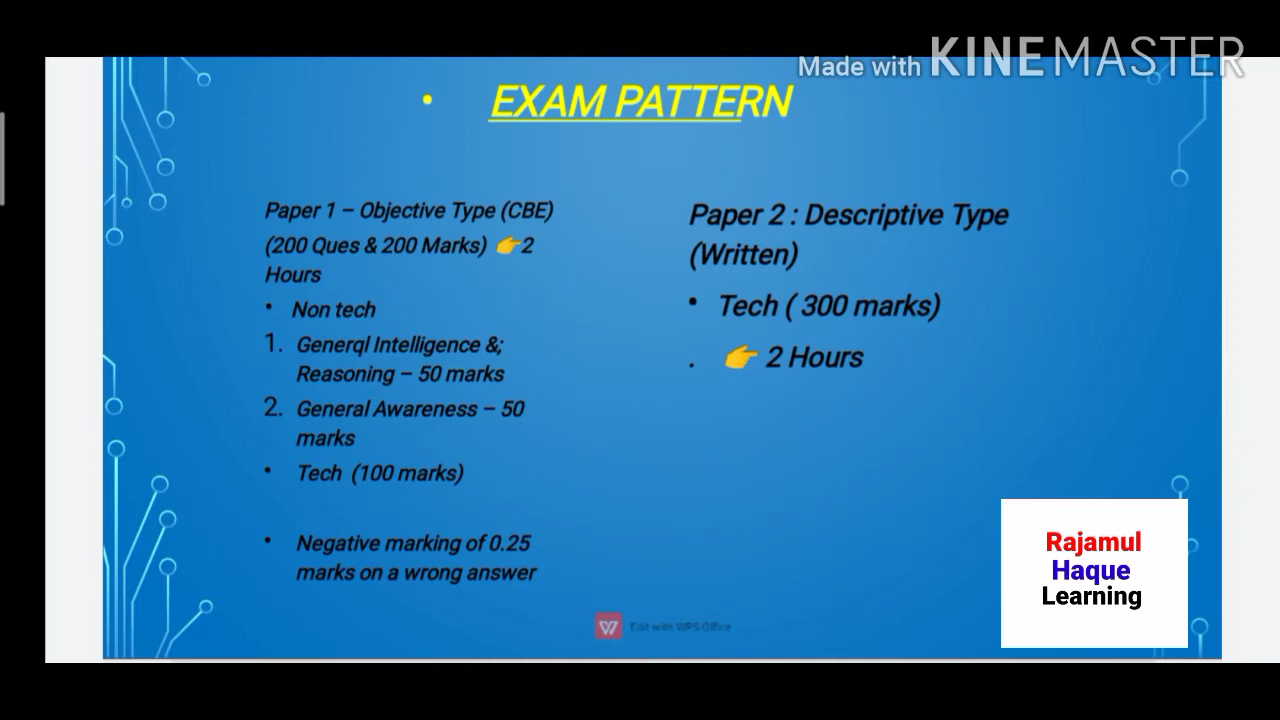 Made with KINEMASTER
• EXAM PATTERN
Paper 1 – Objective Type (CBE)
(200 Ques & 200 Marks) 👉2
Hours
• Non tech
1. Generql Intelligence &;
Reasoning – 50 marks
2. General Awareness – 50
marks
• Tech (100 marks)
• Negative marking of 0.25
marks on a wrong answer
Paper 2 : Descriptive Type
(Written)
• Tech ( 300 marks)
. 👉 2 Hours
Rajamul
Haque
Learning
Edit with WPS Office